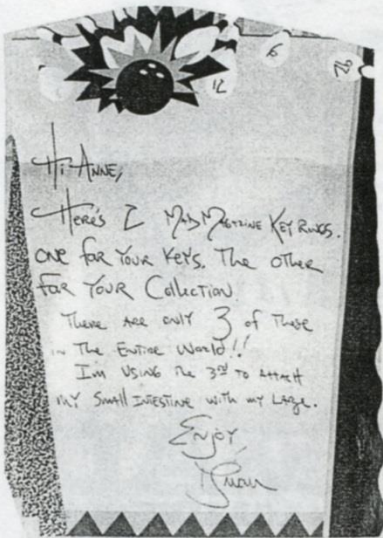 12
6
Hi ANNE,
HERE'S 2 MAD MAGAZINE KEY RINGS.
ONE FOR YOUR KEYS. The OTHER
FOR YOUR COllECTION.
THERE ARE ONLY 3 of THESE
IN THE ENTIRE WORLD!!
I'M USING THE 3RD TO ATTACH
MY SMALL INTESTINE WITH MY LARGE.
ENJOY